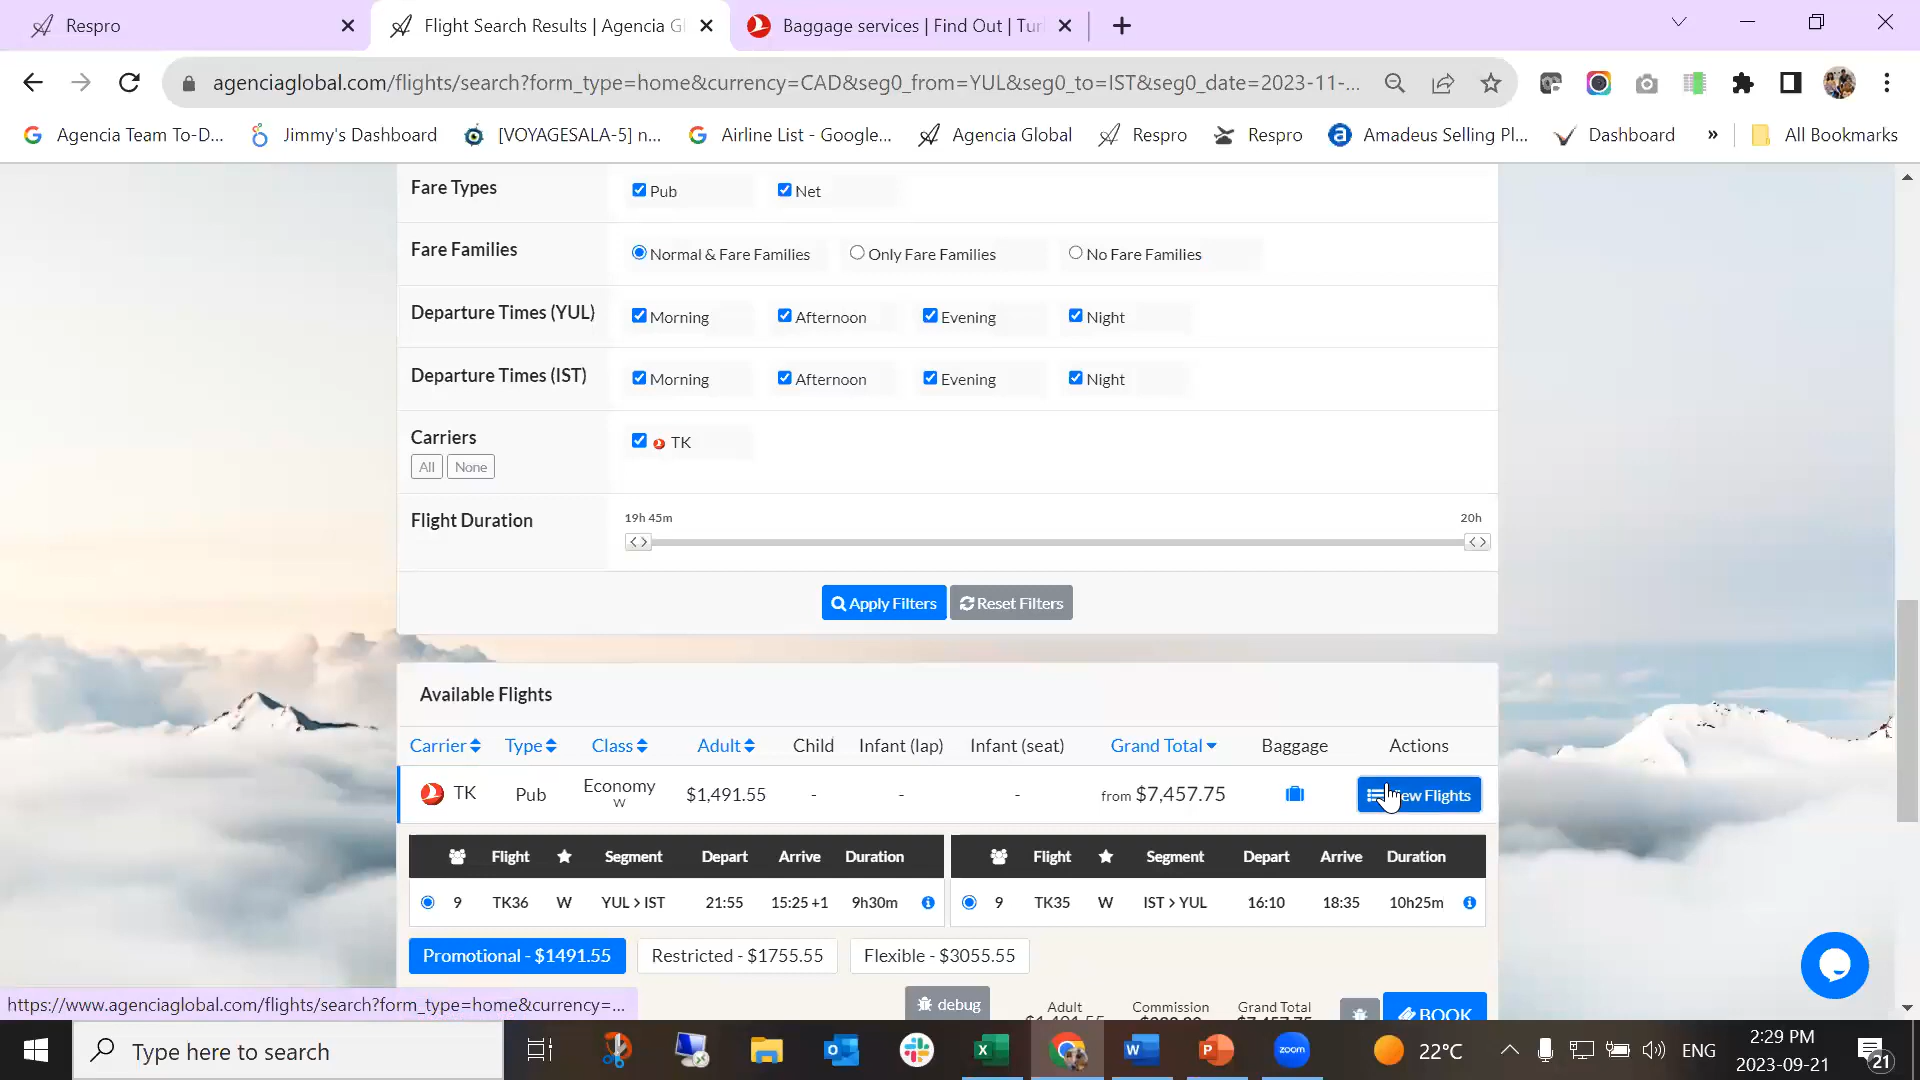 Respro
Flight Search Results | Agencia Gl
Baggage services | Find Out | Tur
agenciaglobal.com/flights/search?form_type=home&currency=CAD&seg0_from=YUL&seg0_to=IST&seg0_date=2023-11-...
Agencia Team To-D...
Jimmy's Dashboard
[VOYAGESALA-5] n...
Airline List - Google...
Agencia Global
Respro
Respro
Amadeus Selling Pl...
Dashboard
»
All Bookmarks
Fare Types
Pub
Net
Fare Families
Normal & Fare Families
Only Fare Families
No Fare Families
Departure Times (YUL)
Morning
Afternoon
Evening
Night
Departure Times (IST)
Morning
Afternoon
Evening
Night
Carriers
TK
All
None
Flight Duration
19h 45m
20h
Apply Filters
Reset Filters
Available Flights
Carrier
Type
Class
Adult
Child
Infant (lap)
Infant (seat)
Grand Total
Baggage
Actions
TK
Pub
Economy
W
$1,491.55
-
-
-
from $7,457.75
Flights
Flight
Segment
Depart
Arrive
Duration
Flight
Segment
Depart
Arrive
Duration
9
TK36
W
YUL > IST
21:55
15:25 +1
9h30m
9
TK35
W
IST > YUL
16:10
18:35
10h25m
Promotional - $1491.55
Restricted - $1755.55
Flexible - $3055.55
https://www.agenciaglobal.com/flights/search?form_type=home&currency=...
debug
Adult
Commission
Grand Total
BOOK
Type here to search
22°C
ENG
2:29 PM
2023-09-21
21